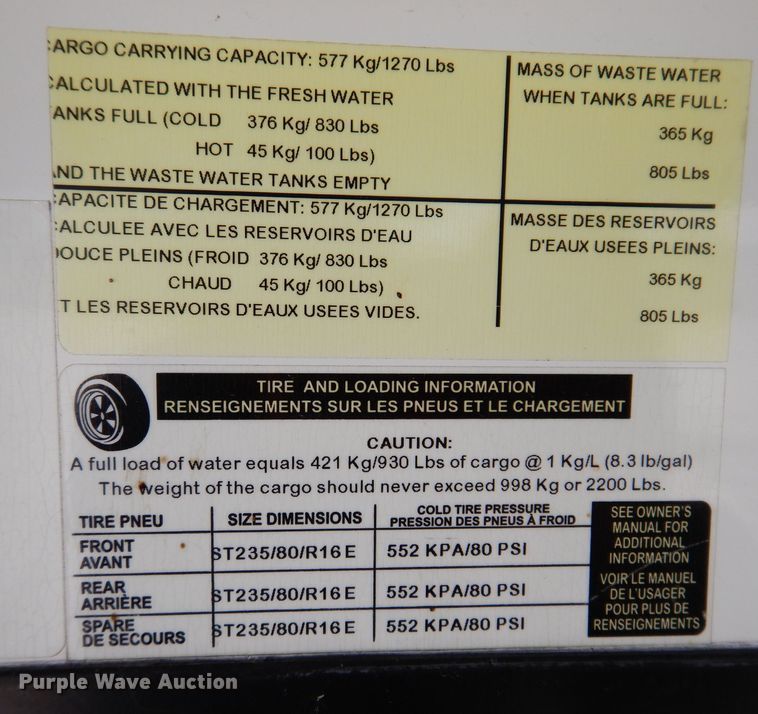 CARGO CARRYING CAPACITY: 577 Kg/1270 Lbs
CALCULATED WITH THE FRESH WATER
TANKS FULL (COLD 376 Kg/ 830 Lbs
HOT 45 Kg/ 100 Lbs)
AND THE WASTE WATER TANKS EMPTY
MASS OF WASTE WATER
WHEN TANKS ARE FULL:
365 Kg
805 Lbs
CAPACITE DE CHARGEMENT: 577 Kg/1270 Lbs
CALCULEE AVEC LES RESERVOIRS D'EAU
DOUCE PLEINS (FROID 376 Kg/ 830 Lbs
CHAUD 45 Kg/ 100 Lbs)
ET LES RESERVOIRS D'EAUX USEES VIDES.
MASSE DES RESERVOIRS
D'EAUX USEES PLEINS:
365 Kg
805 Lbs
TIRE AND LOADING INFORMATION
RENSEIGNEMENTS SUR LES PNEUS ET LE CHARGEMENT
CAUTION:
A full load of water equals 421 Kg/930 Lbs of cargo @ 1 Kg/L (8.3 lb/gal)
The weight of the cargo should never exceed 998 Kg or 2200 Lbs.
TIRE PNEU SIZE DIMENSIONS COLD TIRE PRESSURE
PRESSION DES PNEUS À FROID
FRONT
AVANT ST235/80/R16 E 552 KPA/80 PSI
REAR
ARRIÈRE ST235/80/R16 E 552 KPA/80 PSI
SPARE
DE SECOURS ST235/80/R16 E 552 KPA/80 PSI
SEE OWNER'S
MANUAL FOR
ADDITIONAL
INFORMATION
VOIR LE MANUEL
DE L'USAGER
POUR PLUS DE
RENSEIGNEMENTS
Purple Wave Auction